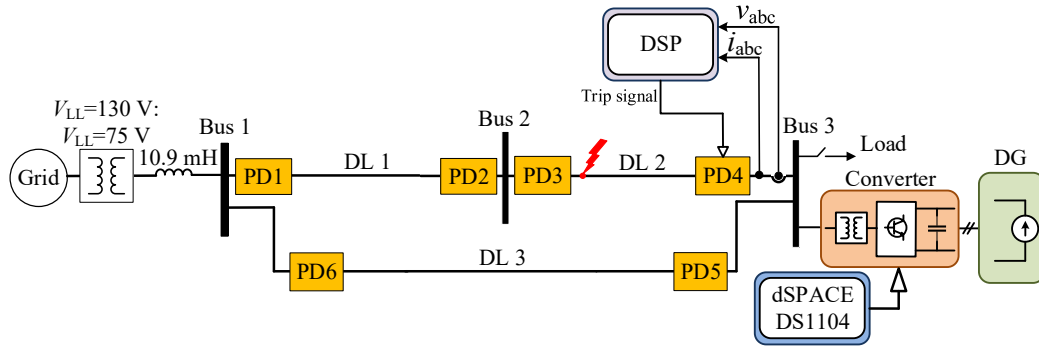 v_abc
DSP
i_abc
Trip signal
V_LL=130 V:
V_LL=75 V
Bus 1
Bus 2
Bus 3
10.9 mH
Load
Grid
PD1
DL 1
PD2
PD3
DL 2
PD4
Converter
DG
PD6
DL 3
PD5
dSPACE
DS1104